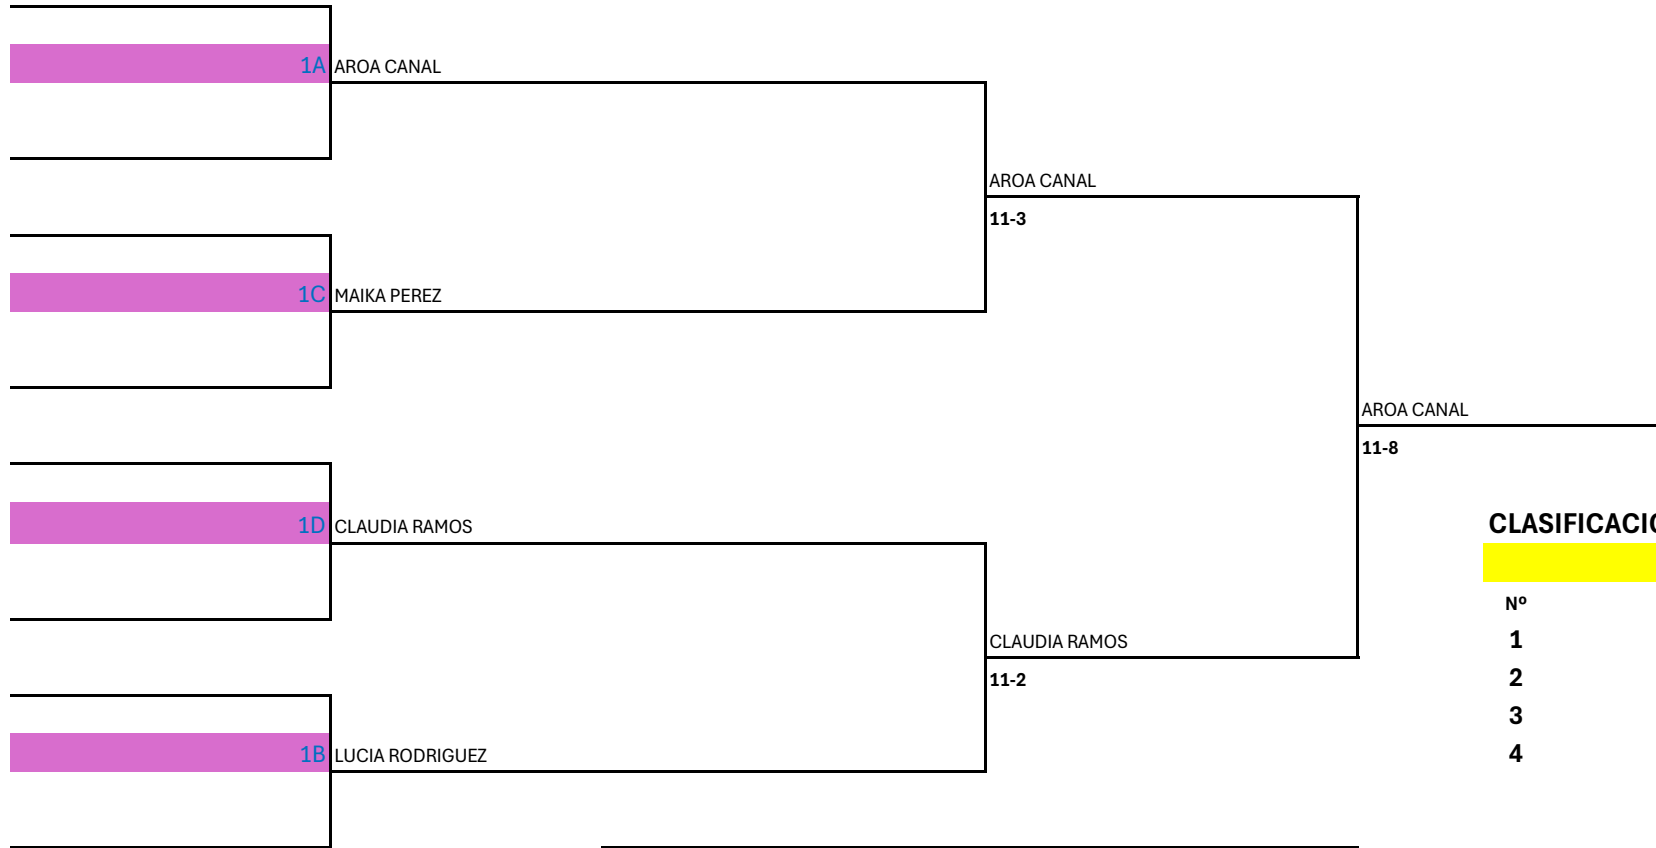 1A AROA CANAL
AROA CANAL
11-3
1C MAIKA PEREZ
AROA CANAL
11-8
1D CLAUDIA RAMOS
CLASIFICACIO
Nº
1
CLAUDIA RAMOS
2
11-2
3
1B LUCIA RODRIGUEZ
4